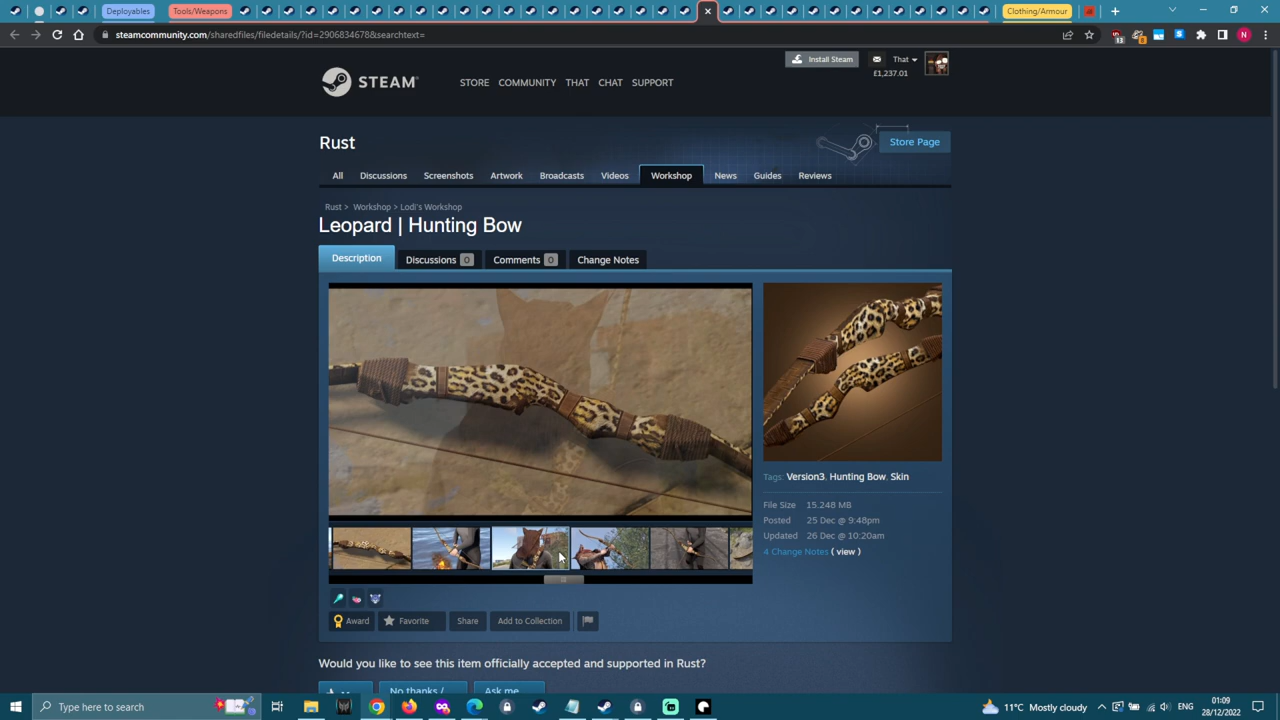 Deployables
Tools/Weapons
Clothing/Armour
steamcommunity.com/sharedfiles/filedetails/?id=2906834678&searchtext=
13
N
Install Steam
That
£1,237.01
STEAM
STORE COMMUNITY THAT CHAT SUPPORT
Rust
Store Page
All Discussions Screenshots Artwork Broadcasts Videos Workshop News Guides Reviews
Rust > Workshop > Lodi's Workshop
Leopard | Hunting Bow
Description Discussions 0 Comments 0 Change Notes
Tags: Version3, Hunting Bow, Skin
File Size 15.248 MB
Posted 25 Dec @ 9:48pm
Updated 26 Dec @ 10:20am
4 Change Notes ( view )
Award Favorite Share Add to Collection
Would you like to see this item officially accepted and supported in Rust?
No thanks / Ask me
Type here to search
11°C Mostly cloudy
ENG
01:09
28/12/2022